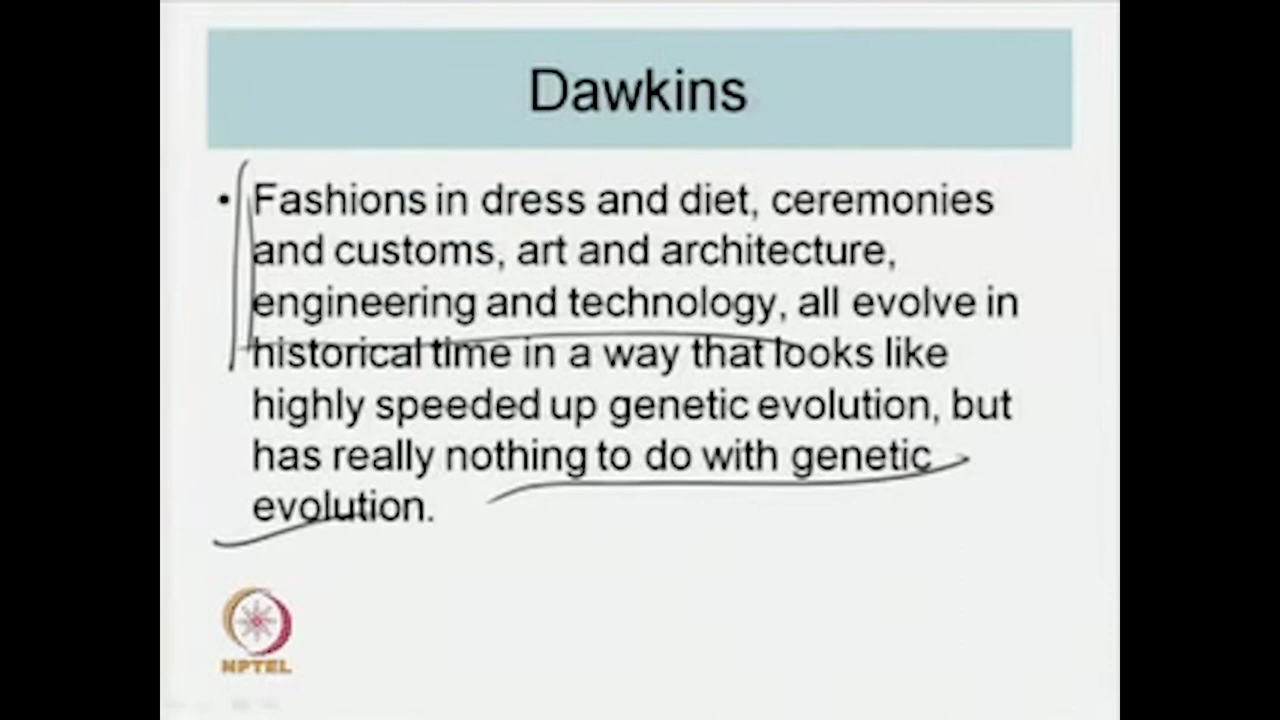 Dawkins
• Fashions in dress and diet, ceremonies
and customs, art and architecture,
engineering and technology, all evolve in
historical time in a way that looks like
highly speeded up genetic evolution, but
has really nothing to do with genetic
evolution.
NPTEL